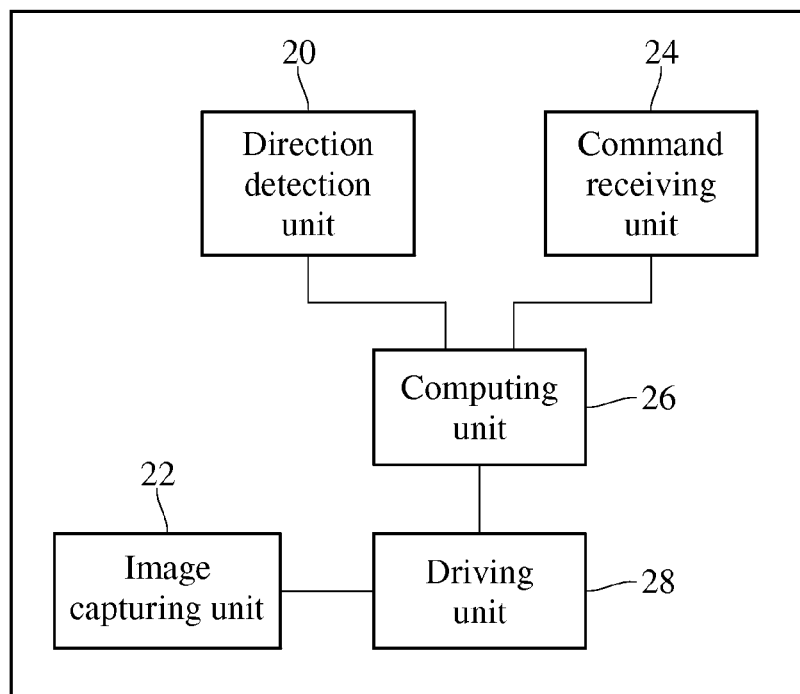 20
24
Direction
detection
unit
Command
receiving
unit
Computing
unit
26
22
Image
capturing unit
Driving
unit
28